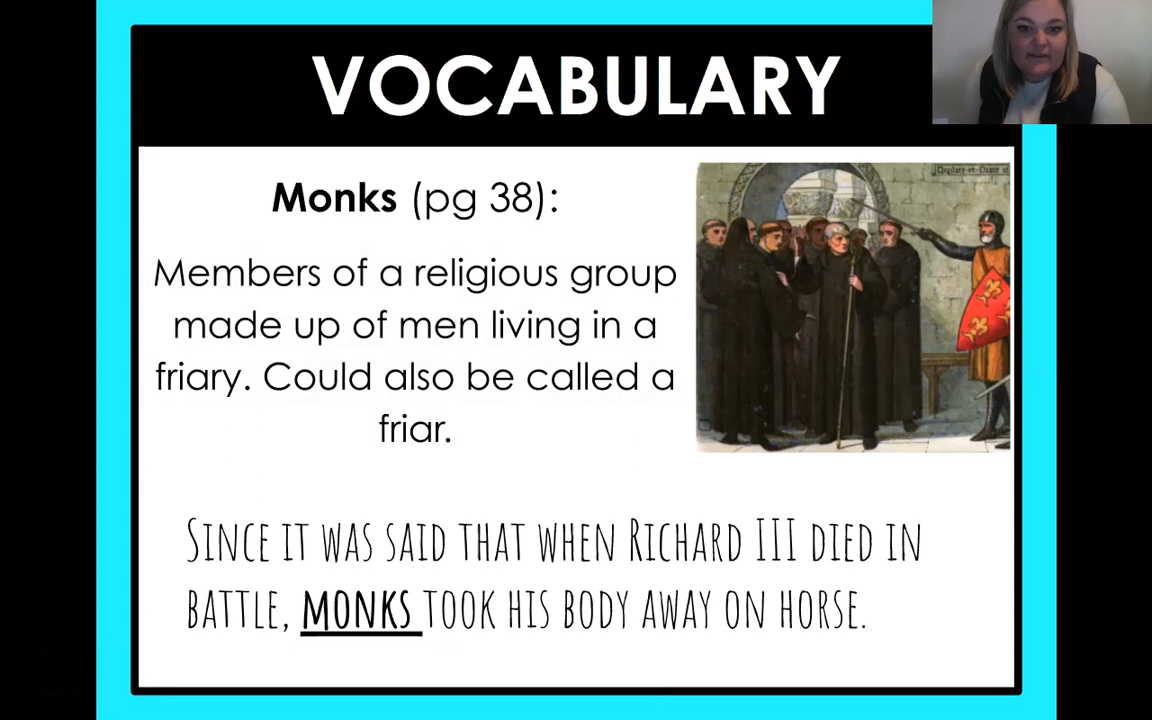 VOCABULARY
Monks (pg 38):
Members of a religious group
made up of men living in a
friary. Could also be called a
friar.
SINCE IT WAS SAID THAT WHEN RICHARD III DIED IN
BATTLE, MONKS TOOK HIS BODY AWAY ON HORSE.